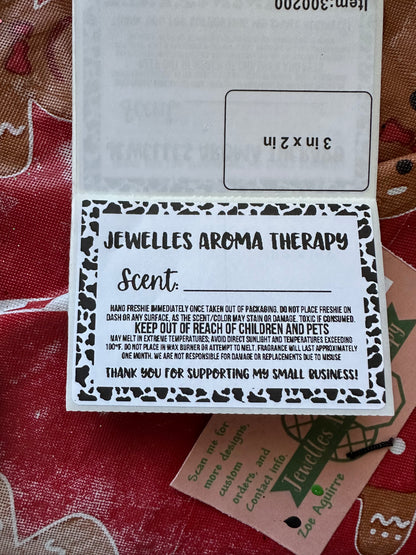 Item:300200
3 in x 2 in
JEWELLES AROMA THERAPY
Scent: 
HANG FRESHIE IMMEDIATELY ONCE TAKEN OUT OF PACKAGING. DO NOT PLACE FRESHIE ON
DASH OR ANY SURFACE, AS THE SCENT/COLOR MAY STAIN OR DAMAGE. TOXIC IF CONSUMED.
KEEP OUT OF REACH OF CHILDREN AND PETS
MAY MELT IN EXTREME TEMPERATURES; AVOID DIRECT SUNLIGHT AND TEMPERATURES EXCEEDING
100°F. DO NOT PLACE IN WAX BURNER OR ATTEMPT TO MELT. FRAGRANCE WILL LAST APPROXIMATELY
ONE MONTH. WE ARE NOT RESPONSIBLE FOR DAMAGE OR REPLACEMENTS DUE TO MISUSE
THANK YOU FOR SUPPORTING MY SMALL BUSINESS!
Scan me for
more designs,
custom
orders, and
Contact info.
Zoe Aguirre
Jewelles